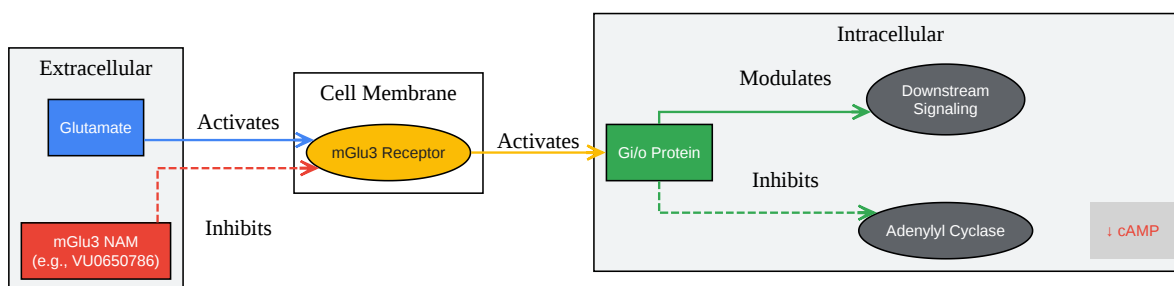 Extracellular
Glutamate
mGlu3 NAM
(e.g., VU0650786)
Activates
Inhibits
Cell Membrane
mGlu3 Receptor
Activates
Intracellular
Gi/o Protein
Modulates
Downstream
Signaling
Inhibits
Adenylyl Cyclase
↓ cAMP